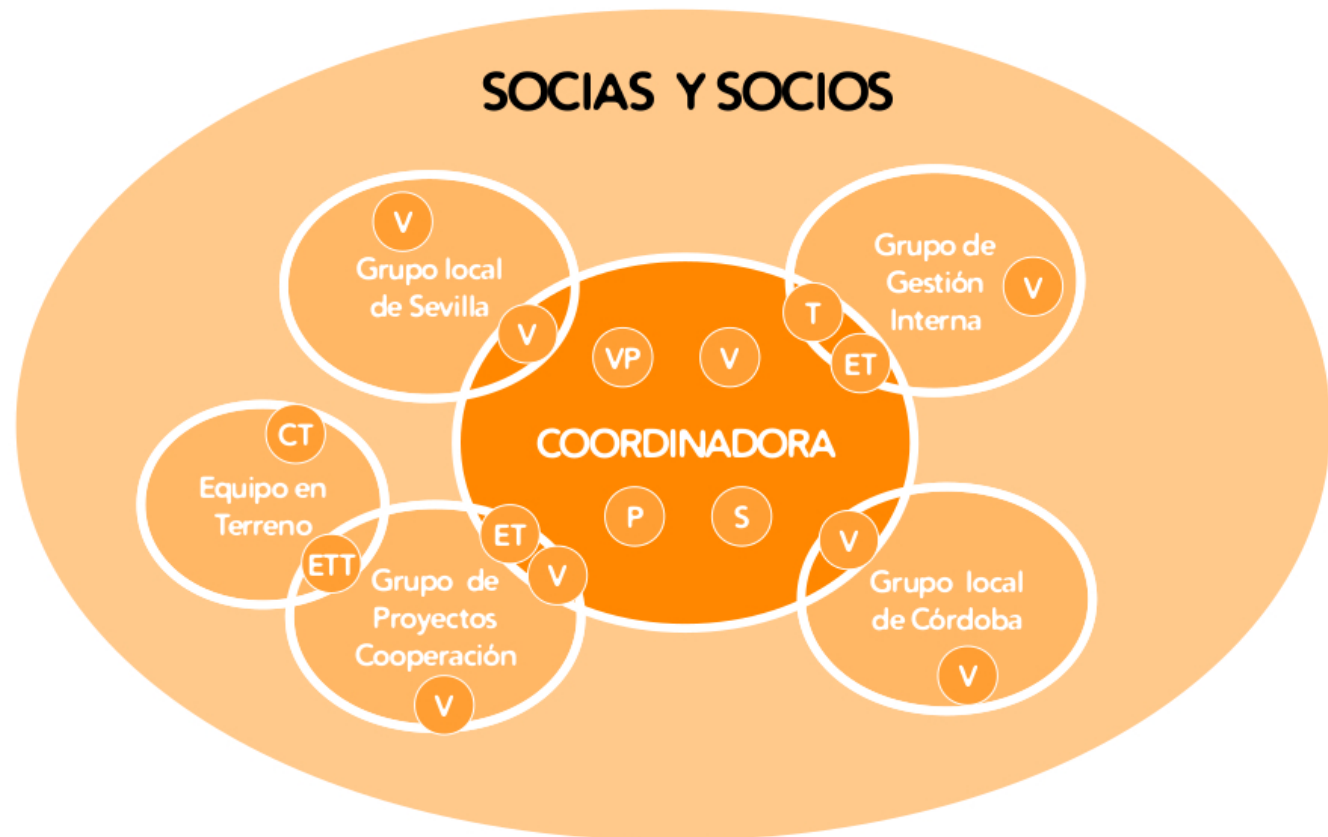 SOCIAS Y SOCIOS
V
Grupo local
de Sevilla
V
Grupo de
Gestión
Interna
V
T
ET
VP
V
COORDINADORA
P
S
CT
Equipo en
Terreno
ETT
ET
V
Grupo de
Proyectos
Cooperación
V
V
Grupo local
de Córdoba
V